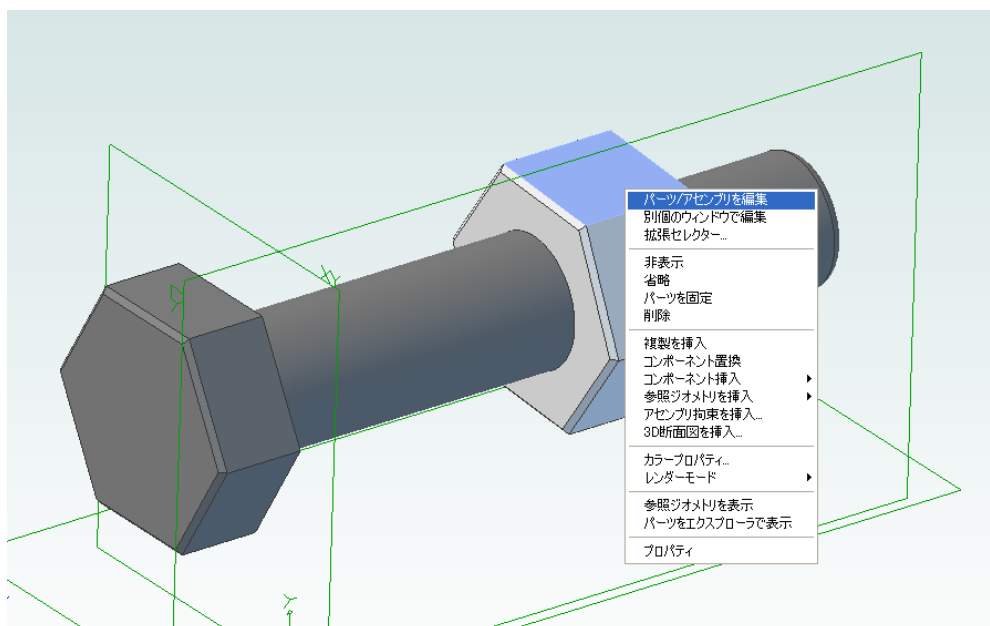 パーツ/アセンブリを編集
別個のウィンドウで編集
拡張セレクター...
非表示
省略
パーツを固定
削除
複製を挿入
コンポーネント置換
コンポーネント挿入
参照ジオメトリを挿入
アセンブリ拘束を挿入...
3D断面図を挿入...
カラープロパティ...
レンダーモード
参照ジオメトリを表示
パーツをエクスプローラで表示
プロパティ
Y